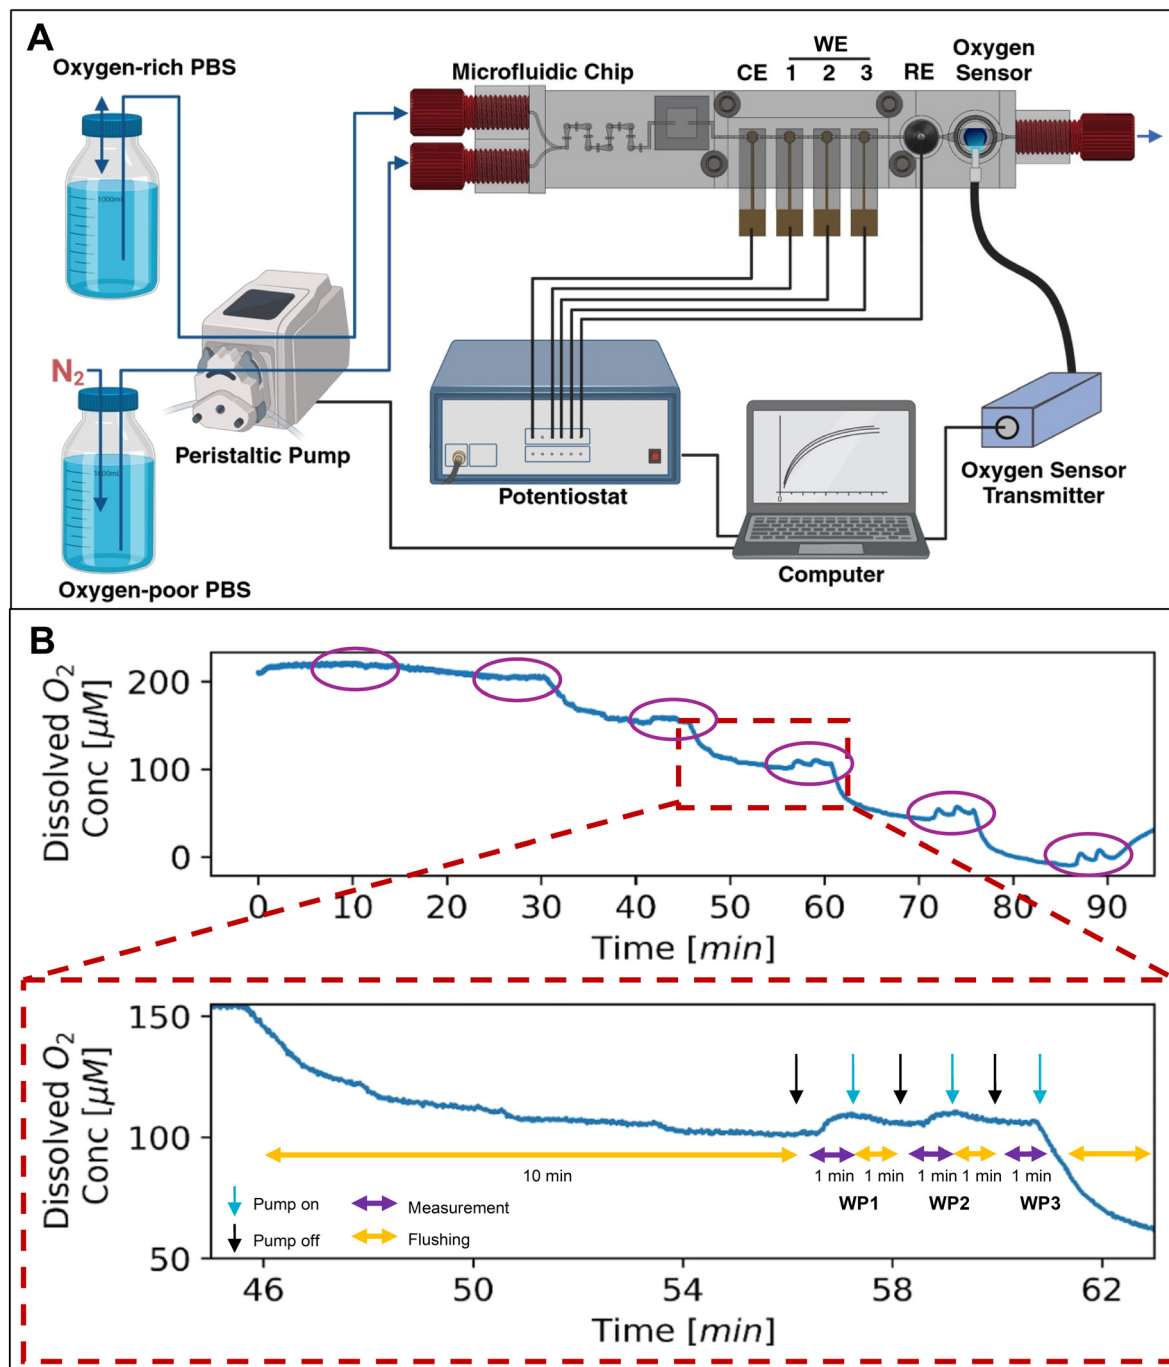 A
Oxygen-rich PBS
Microfluidic Chip
WE
CE 1 2 3 RE
Oxygen
Sensor
1000mL
N2
1000mL
Peristaltic Pump
Potentiostat
Oxygen Sensor
Transmitter
Computer
Oxygen-poor PBS
0
B
Dissolved O2
Conc [μM]
200
100
0
0 10 20 30 40 50 60 70 80 90
Time [min]
Dissolved O2
Conc [μM]
150
100
50
10 min
1 min 1 min 1 min 1 min 1 min
WP1 WP2 WP3
Pump on
Measurement
Pump off
Flushing
46 50 54 58 62
Time [min]